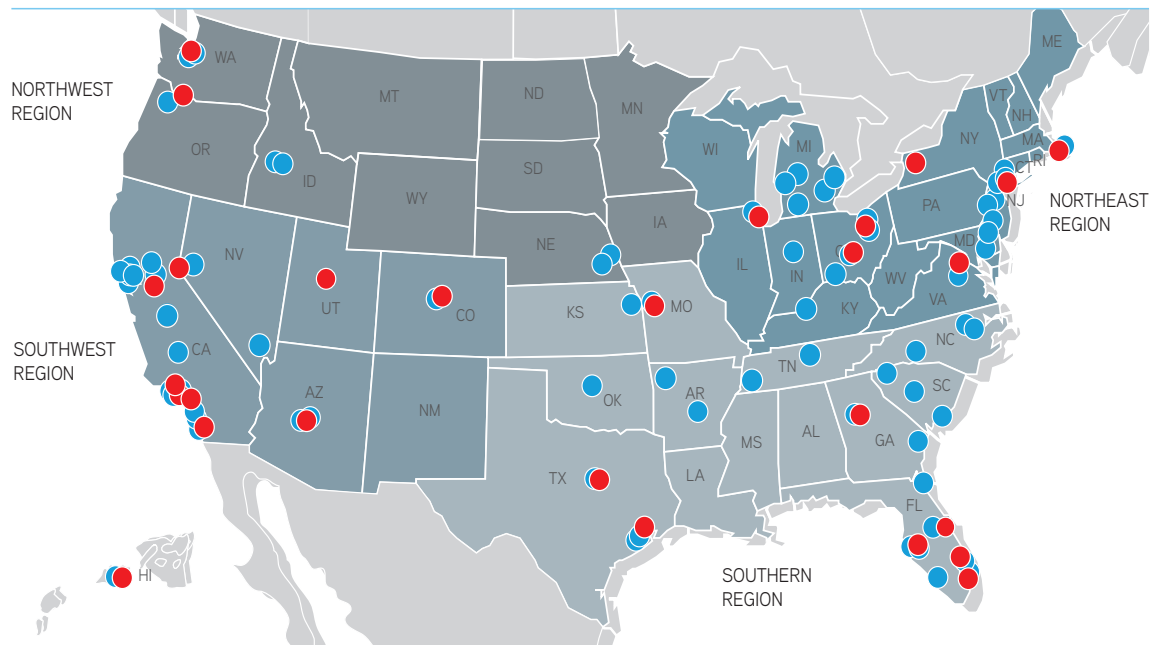 ME
WA
NORTHWEST
REGION
MT
ND
MN
VT
NH
NY
MA
OR
WI
MI
SD
CT
RI
ID
WY
PA
NJ
NORTHEAST
REGION
IA
NE
NV
MD
IL
IN
WV
UT
CO
KS
MO
KY
VA
SOUTHWEST
REGION
CA
NC
TN
AZ
OK
AR
SC
NM
MS
AL
GA
TX
LA
FL
HI
SOUTHERN
REGION